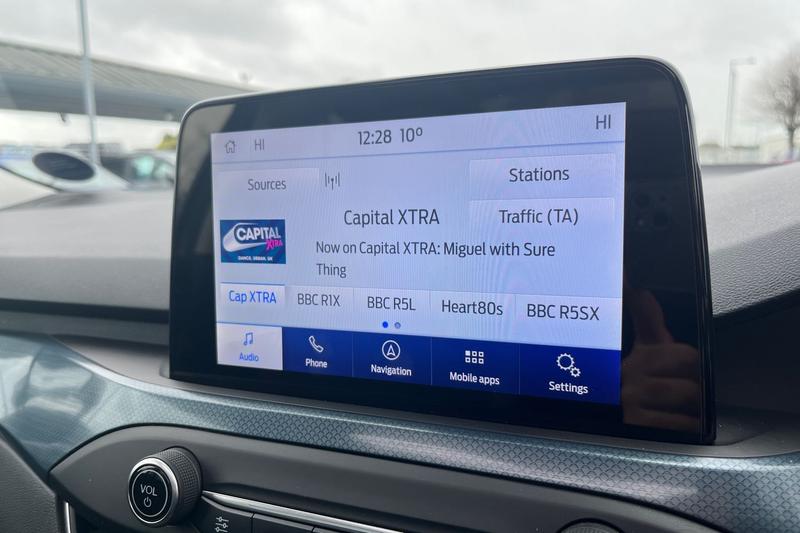 HI 12:28 10° HI
Sources Stations
Capital XTRA Traffic (TA)
CAPITAL
XTRA
DANCE. URBAN. UK
Now on Capital XTRA: Miguel with Sure
Thing
Cap XTRA BBC R1X BBC R5L Heart80s BBC R5SX
Audio Phone Navigation Mobile apps Settings
VOL